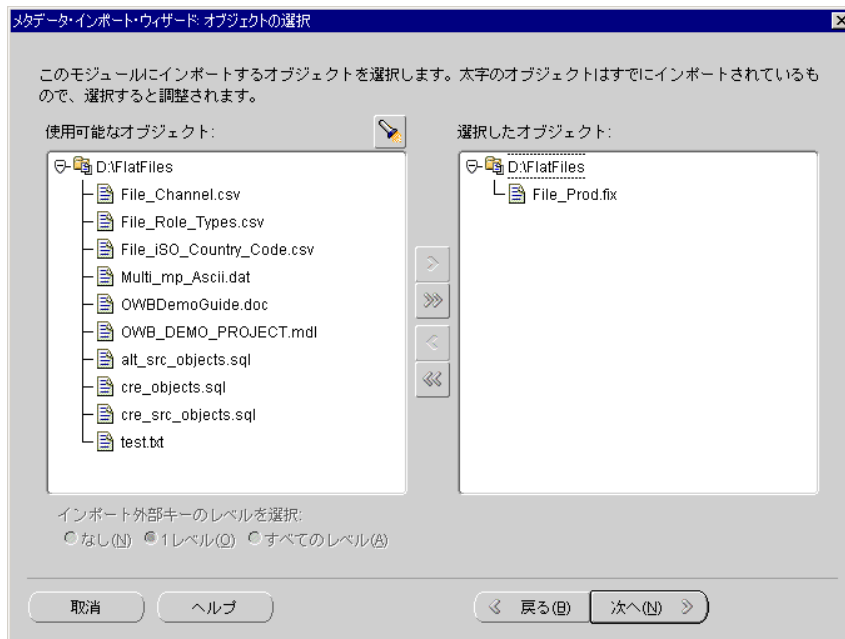 メタデータ・インポート・ウィザード: オブジェクトの選択
このモジュールにインポートするオブジェクトを選択します。太字のオブジェクトはすでにインポートされているも
ので、選択すると調整されます。
使用可能なオブジェクト:
D:\FlatFiles
File_Channel.csv
File_Role_Types.csv
File_iSO_Country_Code.csv
Multi_mp_Ascii.dat
OWBDemoGuide.doc
OWB_DEMO_PROJECT.mdl
alt_src_objects.sql
cre_objects.sql
cre_src_objects.sql
test.txt
選択したオブジェクト:
D:\FlatFiles
File_Prod.fix
インポート外部キーのレベルを選択:
なし(N) 1レベル(O) すべてのレベル(A)
取消 ヘルプ 戻る(B) 次へ(N)